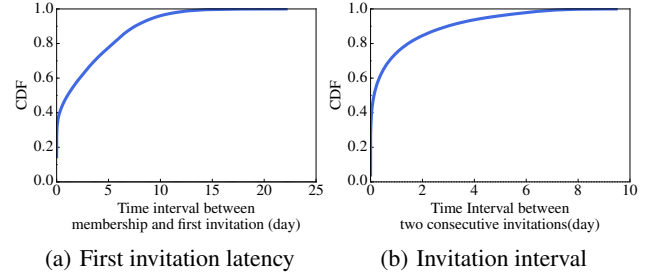 1.0
0.8
0.6
0.4
0.2
0.0
CDF
0 5 10 15 20 25
Time interval between
membership and first invitation (day)
(a) First invitation latency
1.0
0.8
0.6
0.4
0.2
0.0
CDF
0 2 4 6 8 10
Time Interval between
two consecutive invitations(day)
(b) Invitation interval